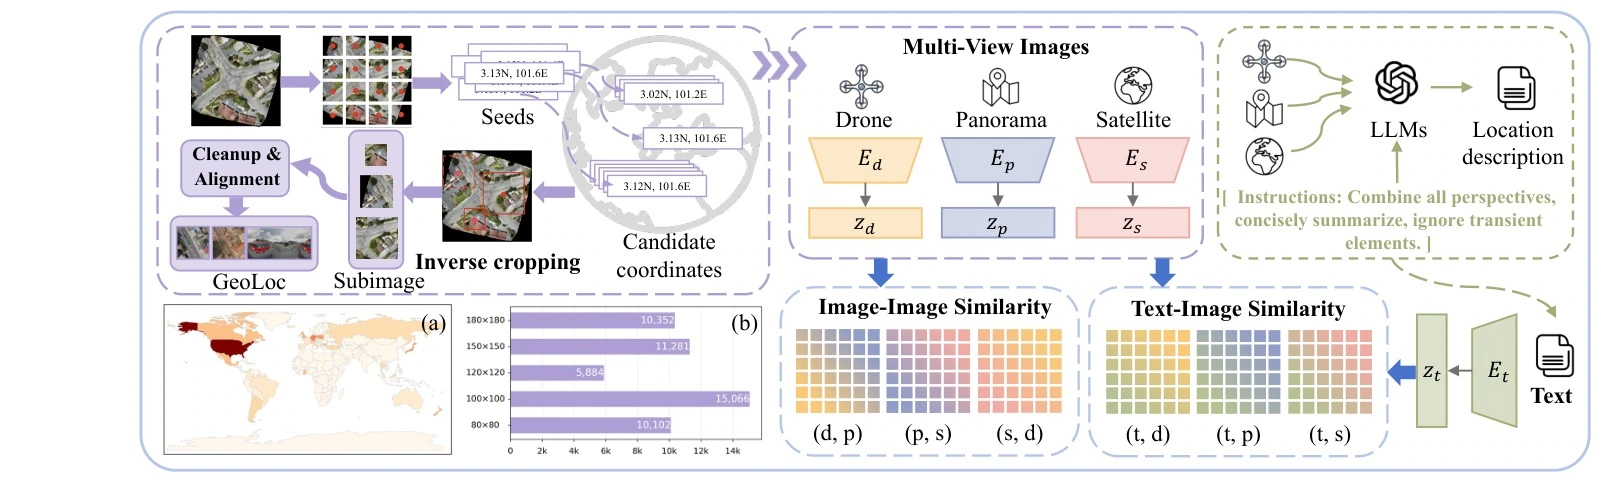 3.13N, 101.6E
Seeds
3.02N, 101.2E
3.13N, 101.6E
3.12N, 101.6E
Candidate
coordinates
Inverse cropping
Subimage
Cleanup &
Alignment
GeoLoc
(a)
(b)
180×180
10,352
150×150
11,281
120×120
5,884
100×100
15,066
80×80
10,102
0 2k 4k 6k 8k 10k 12k 14k
Multi-View Images
Drone Panorama Satellite
E_d E_p E_s
z_d z_p z_s
LLMs
Location
description
[ Instructions: Combine all perspectives,
concisely summarize, ignore transient
elements. ]
Image-Image Similarity
(d, p) (p, s) (s, d)
Text-Image Similarity
(t, d) (t, p) (t, s)
z_t
E_t
Text